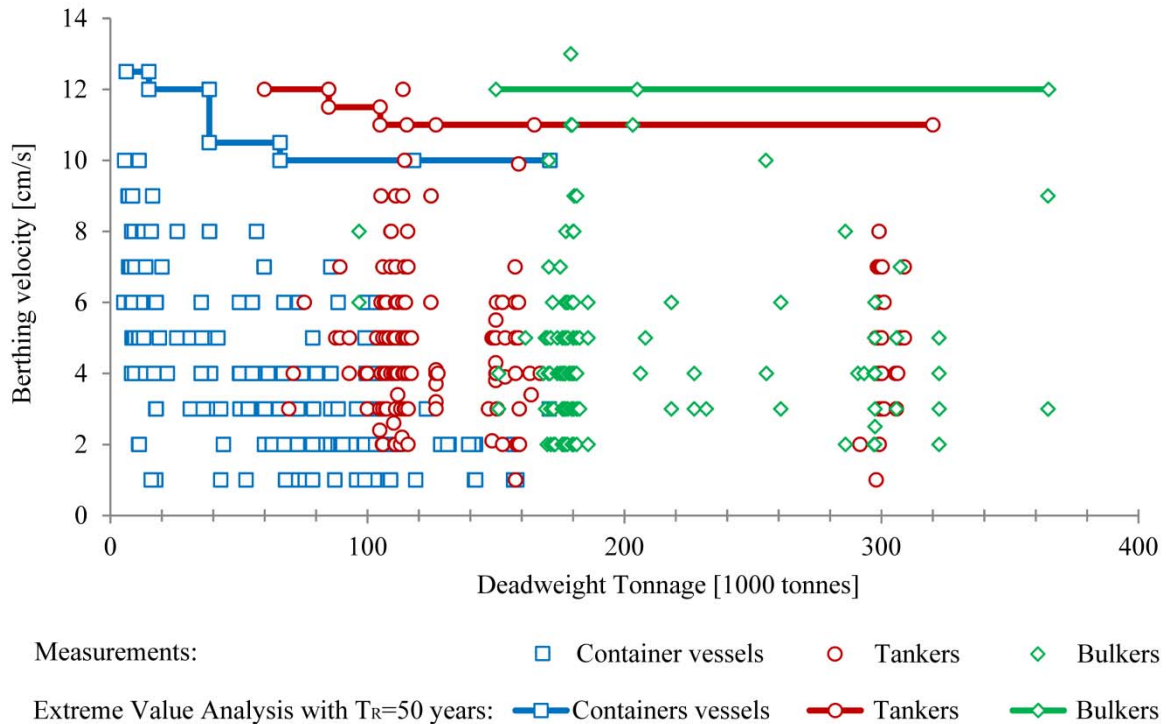 Berthing velocity [cm/s]
14
12
10
8
6
4
2
0
0 100 200 300 400
Deadweight Tonnage [1000 tonnes]
Measurements: Container vessels Tankers Bulkers
Extreme Value Analysis with TR=50 years: Containers vessels Tankers Bulkers